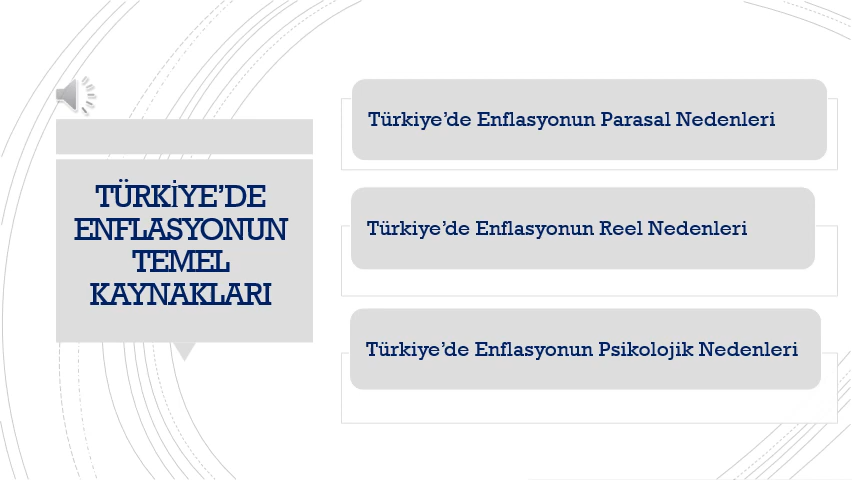 TÜRKİYE’DE
ENFLASYONUN
TEMEL
KAYNAKLARI
Türkiye’de Enflasyonun Parasal Nedenleri
Türkiye’de Enflasyonun Reel Nedenleri
Türkiye’de Enflasyonun Psikolojik Nedenleri